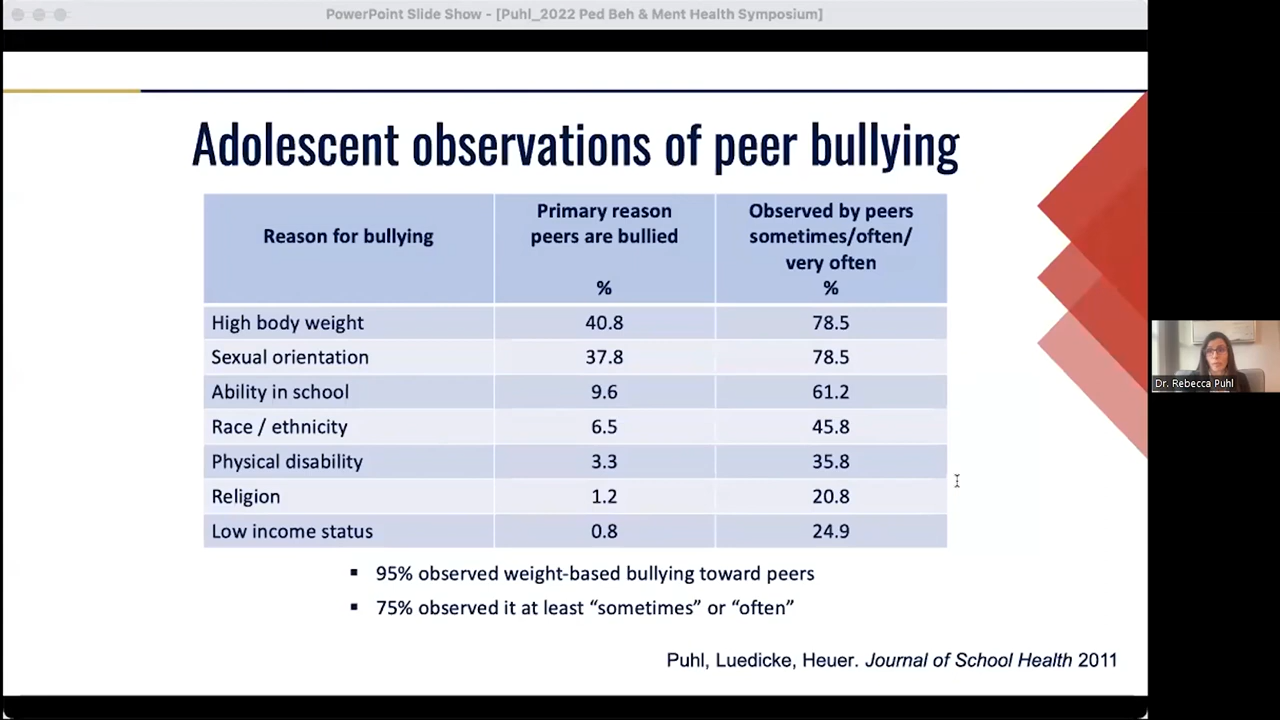 PowerPoint Slide Show - [Puhl_2022 Ped Beh & Ment Health Symposium]
Adolescent observations of peer bullying
Reason for bullying
Primary reason
peers are bullied
%
Observed by peers
sometimes/often/
very often
%
High body weight 40.8 78.5
Sexual orientation 37.8 78.5
Ability in school 9.6 61.2
Race / ethnicity 6.5 45.8
Physical disability 3.3 35.8
Religion 1.2 20.8
Low income status 0.8 24.9
▪ 95% observed weight-based bullying toward peers
▪ 75% observed it at least “sometimes” or “often”
Puhl, Luedicke, Heuer. Journal of School Health 2011
Dr. Rebecca Puhl